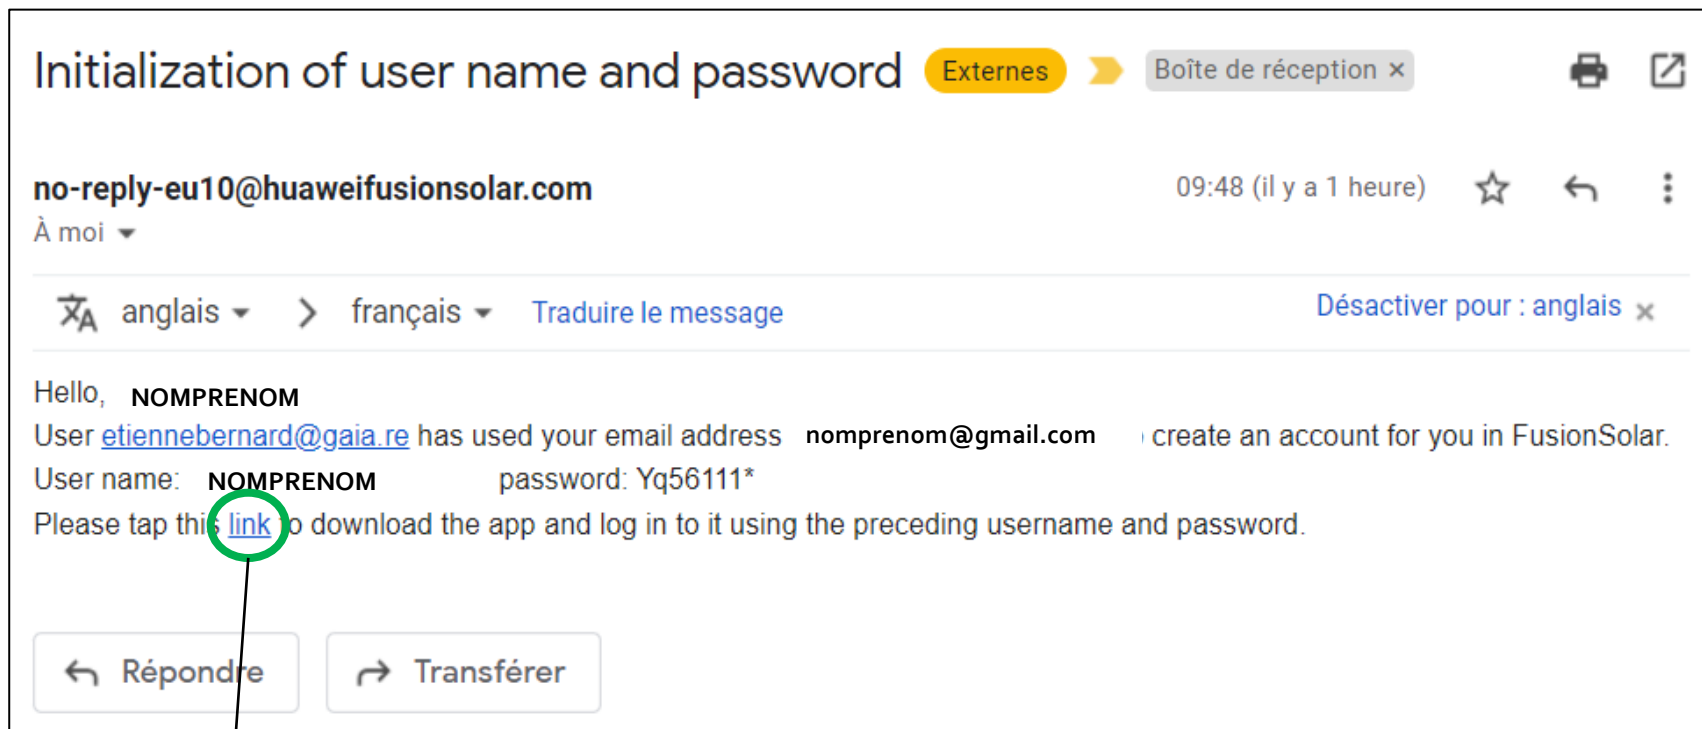 Initialization of user name and password Externes Boîte de réception ×
no-reply-eu10@huaweifusionsolar.com 09:48 (il y a 1 heure)
À moi
anglais > français Traduire le message Désactiver pour : anglais ×
Hello, NOMPRENOM
User etiennebernard@gaia.re has used your email address nomprenom@gmail.com create an account for you in FusionSolar.
User name: NOMPRENOM password: Yq56111*
Please tap this link to download the app and log in to it using the preceding username and password.
Répondre Transférer